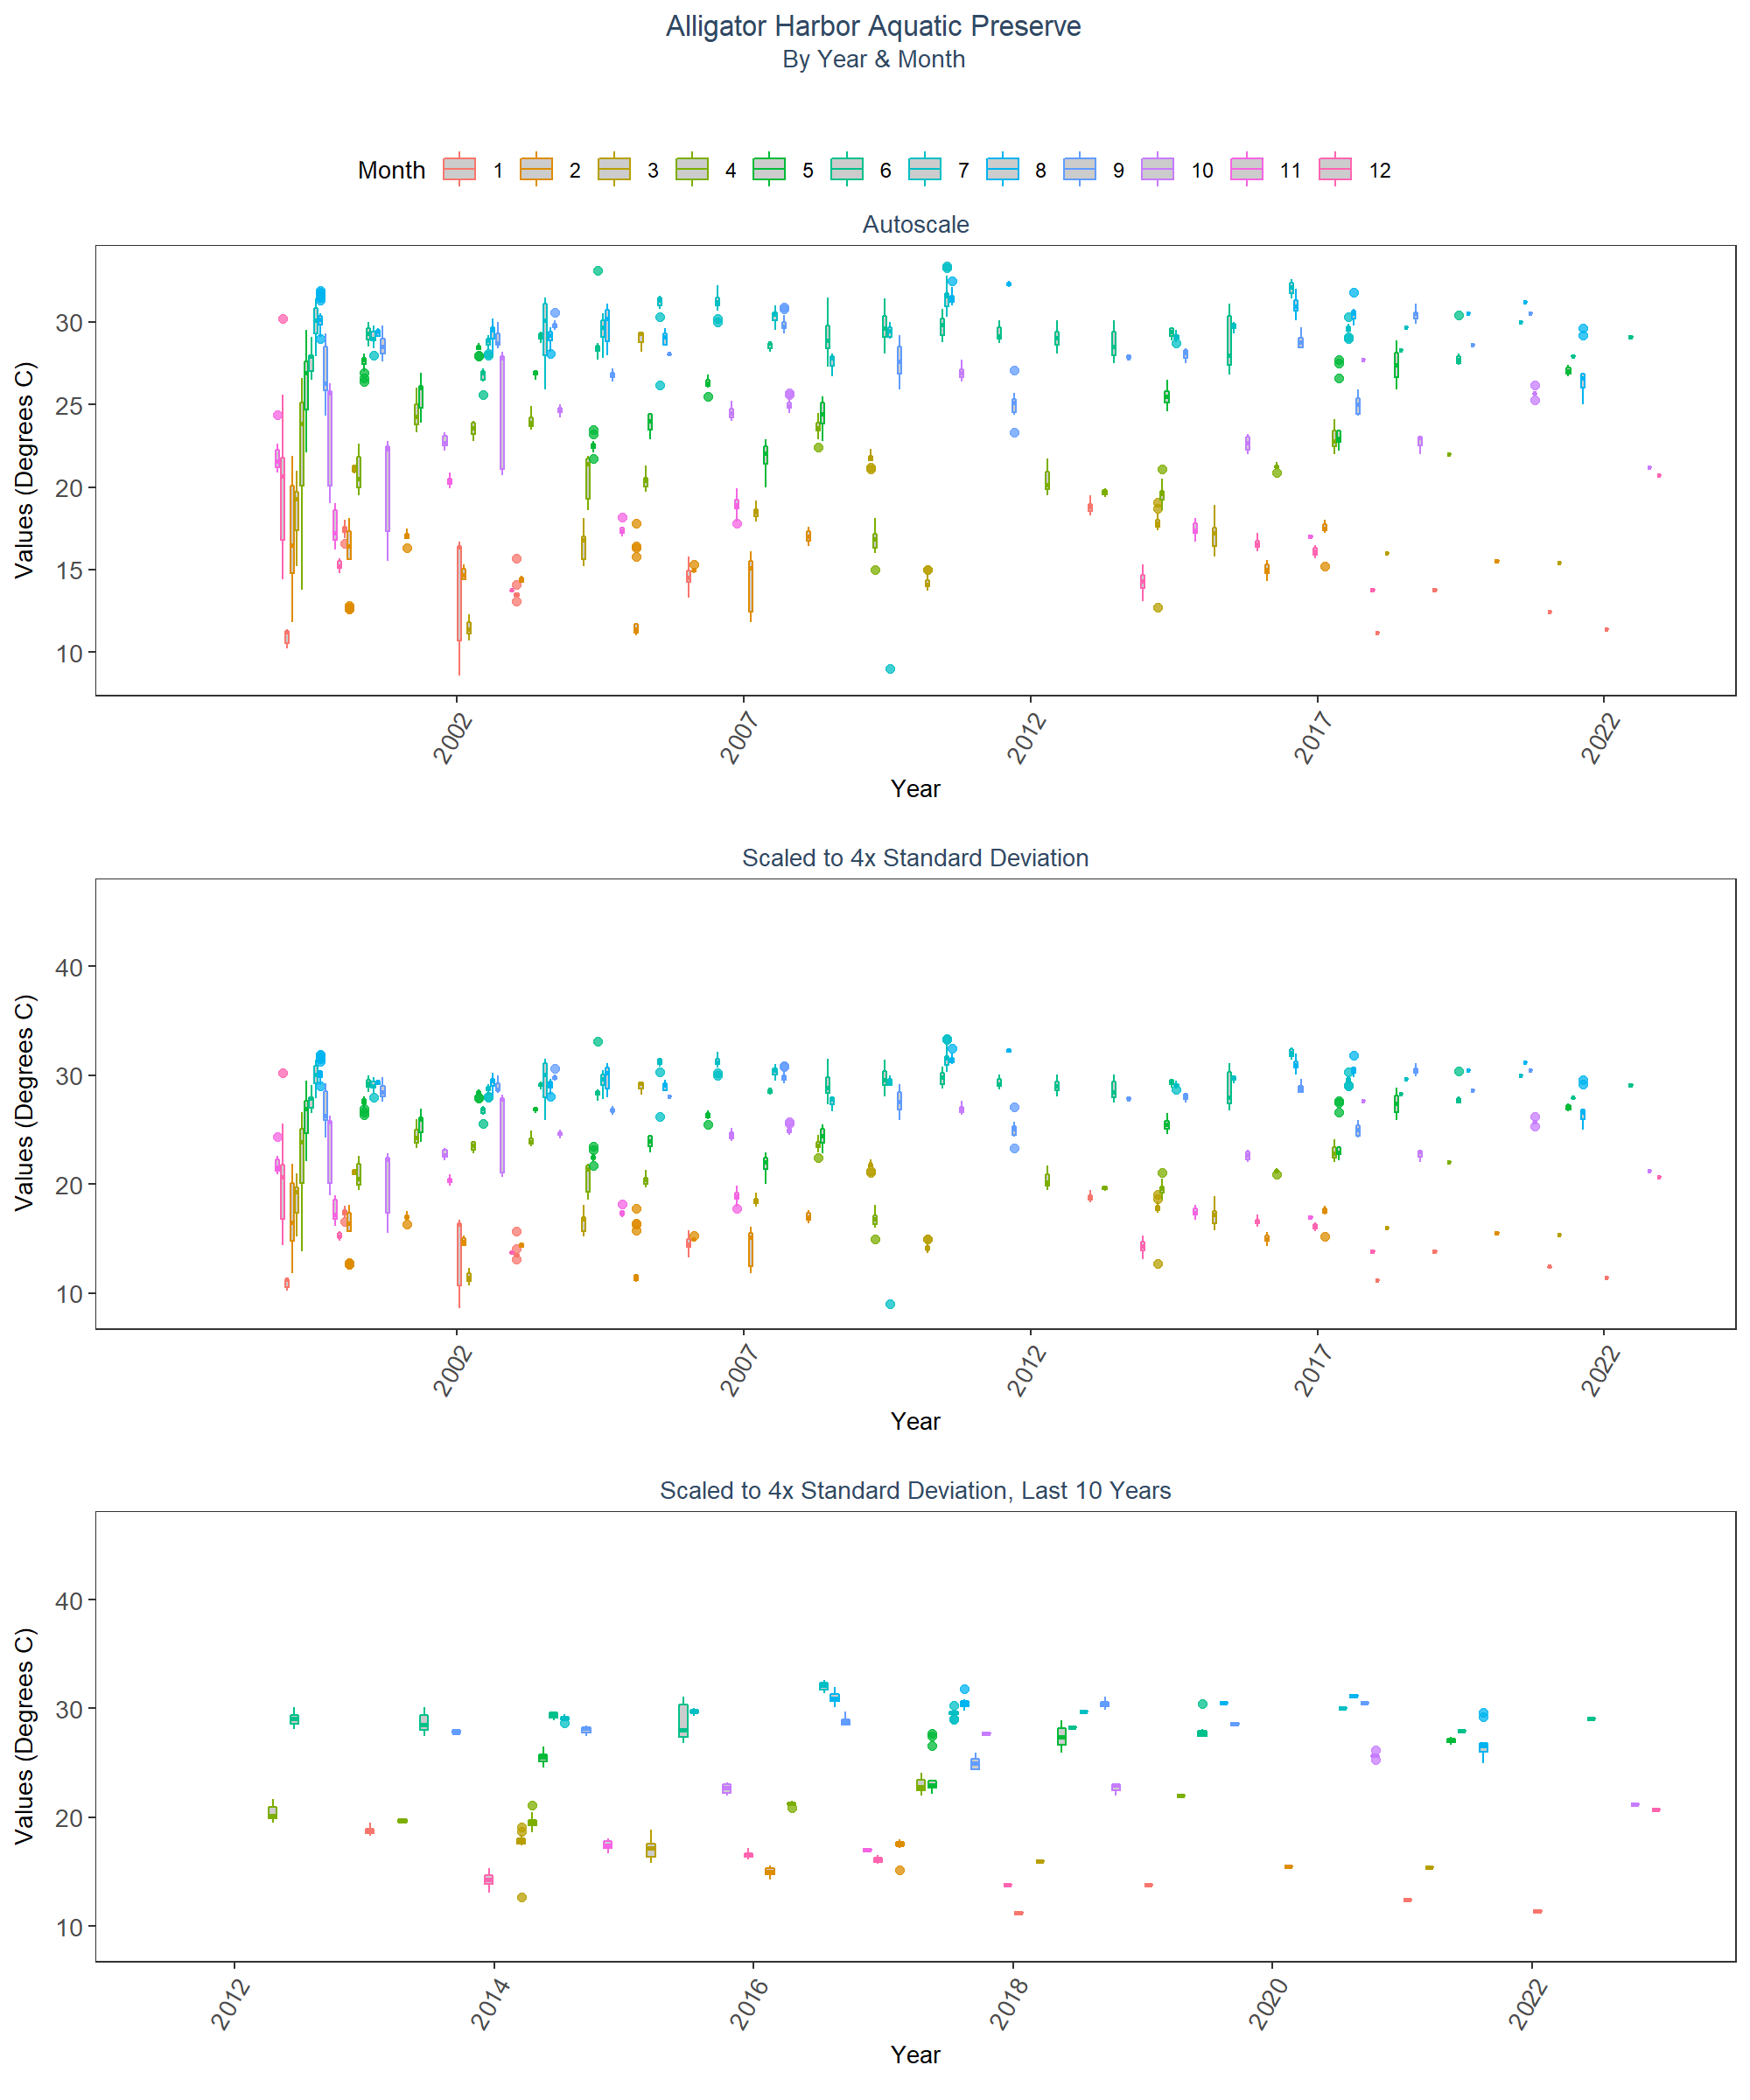 Alligator Harbor Aquatic Preserve
By Year & Month
Month 1 2 3 4 5 6 7 8 9 10 11 12
Autoscale
Values (Degrees C)
30
25
20
15
10
2002 2007 2012 2017 2022
Year
Scaled to 4x Standard Deviation
Values (Degrees C)
40
30
20
10
2002 2007 2012 2017 2022
Year
Scaled to 4x Standard Deviation, Last 10 Years
Values (Degrees C)
40
30
20
10
2012 2014 2016 2018 2020 2022
Year